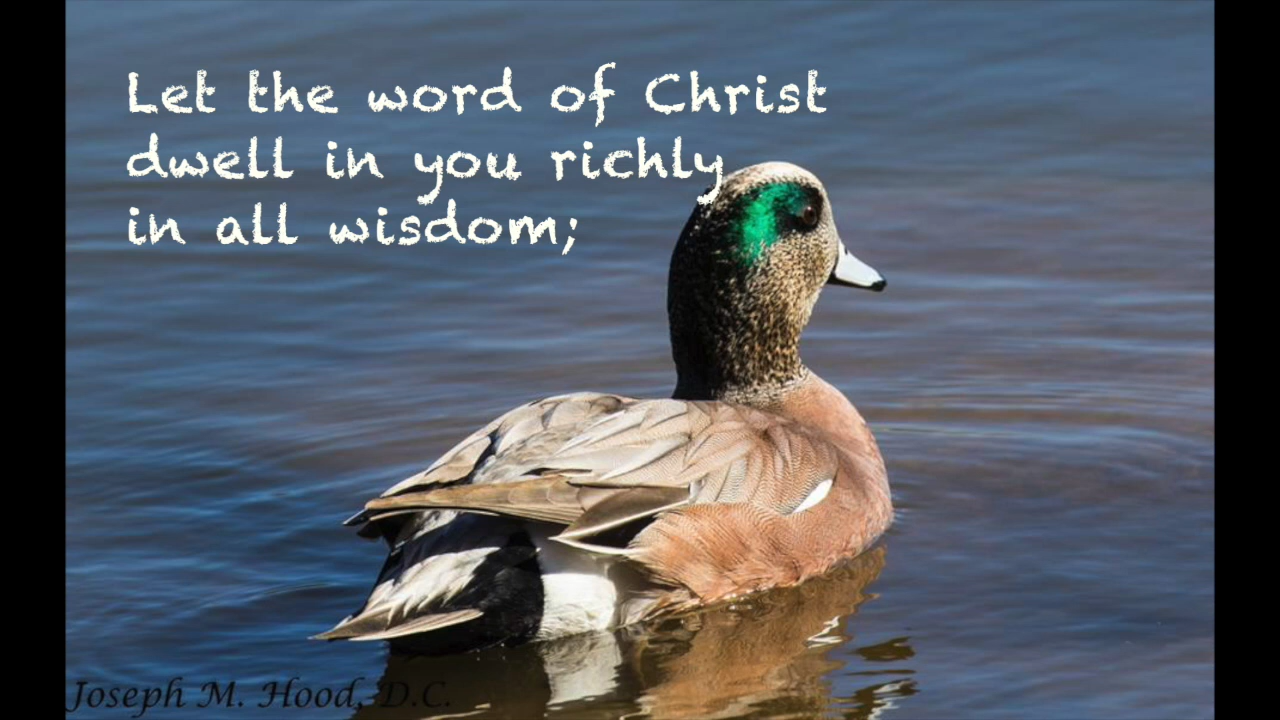 Let the word of Christ
dwell in you richly
in all wisdom;
Joseph M. Hood, D.C.